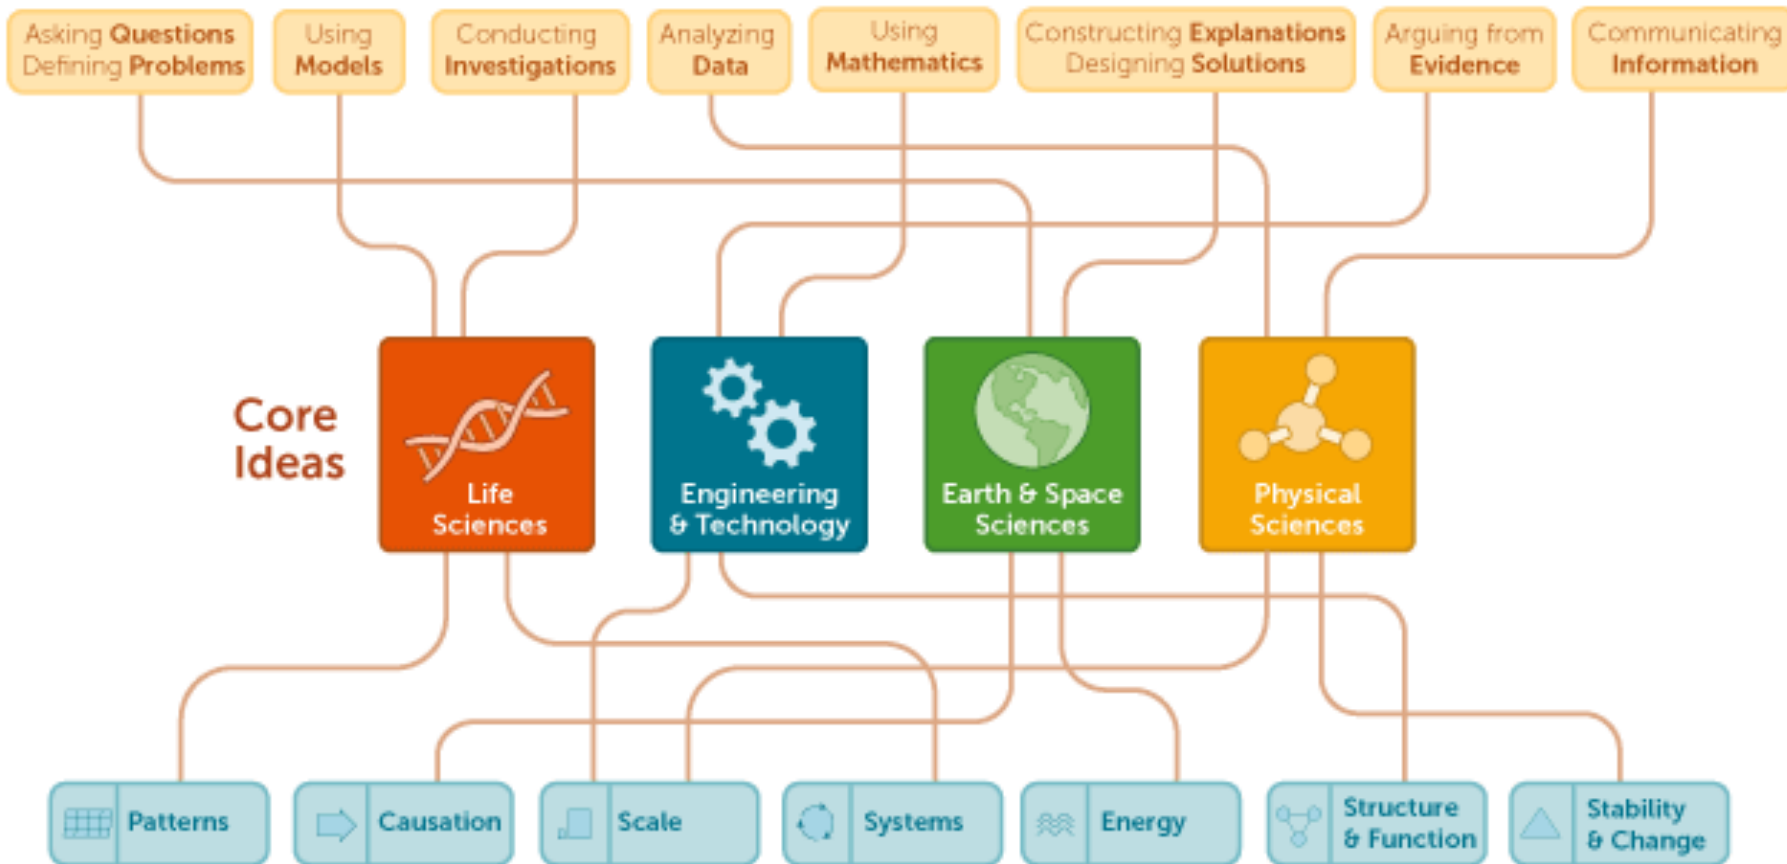 Asking Questions
Defining Problems
Using
Models
Conducting
Investigations
Analyzing
Data
Using
Mathematics
Constructing Explanations
Designing Solutions
Arguing from
Evidence
Communicating
Information
Core
Ideas
Life
Sciences
Engineering
& Technology
Earth & Space
Sciences
Physical
Sciences
Patterns
Causation
Scale
Systems
Energy
Structure
& Function
Stability
& Change